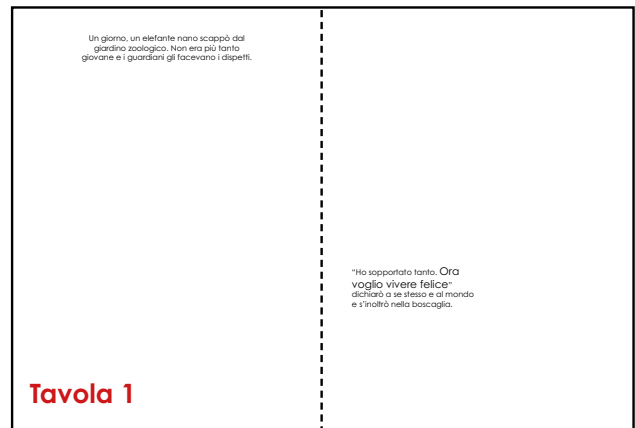 Un giorno, un elefante nano scappò dal
giardino zoologico. Non era più tanto
giovane e i guardiani gli facevano i dispetti.
"Ho sopportato tanto. Ora
voglio vivere felice"
dichiarò a se stesso e al mondo
e s'inoltrò nella boscaglia.
Tavola 1